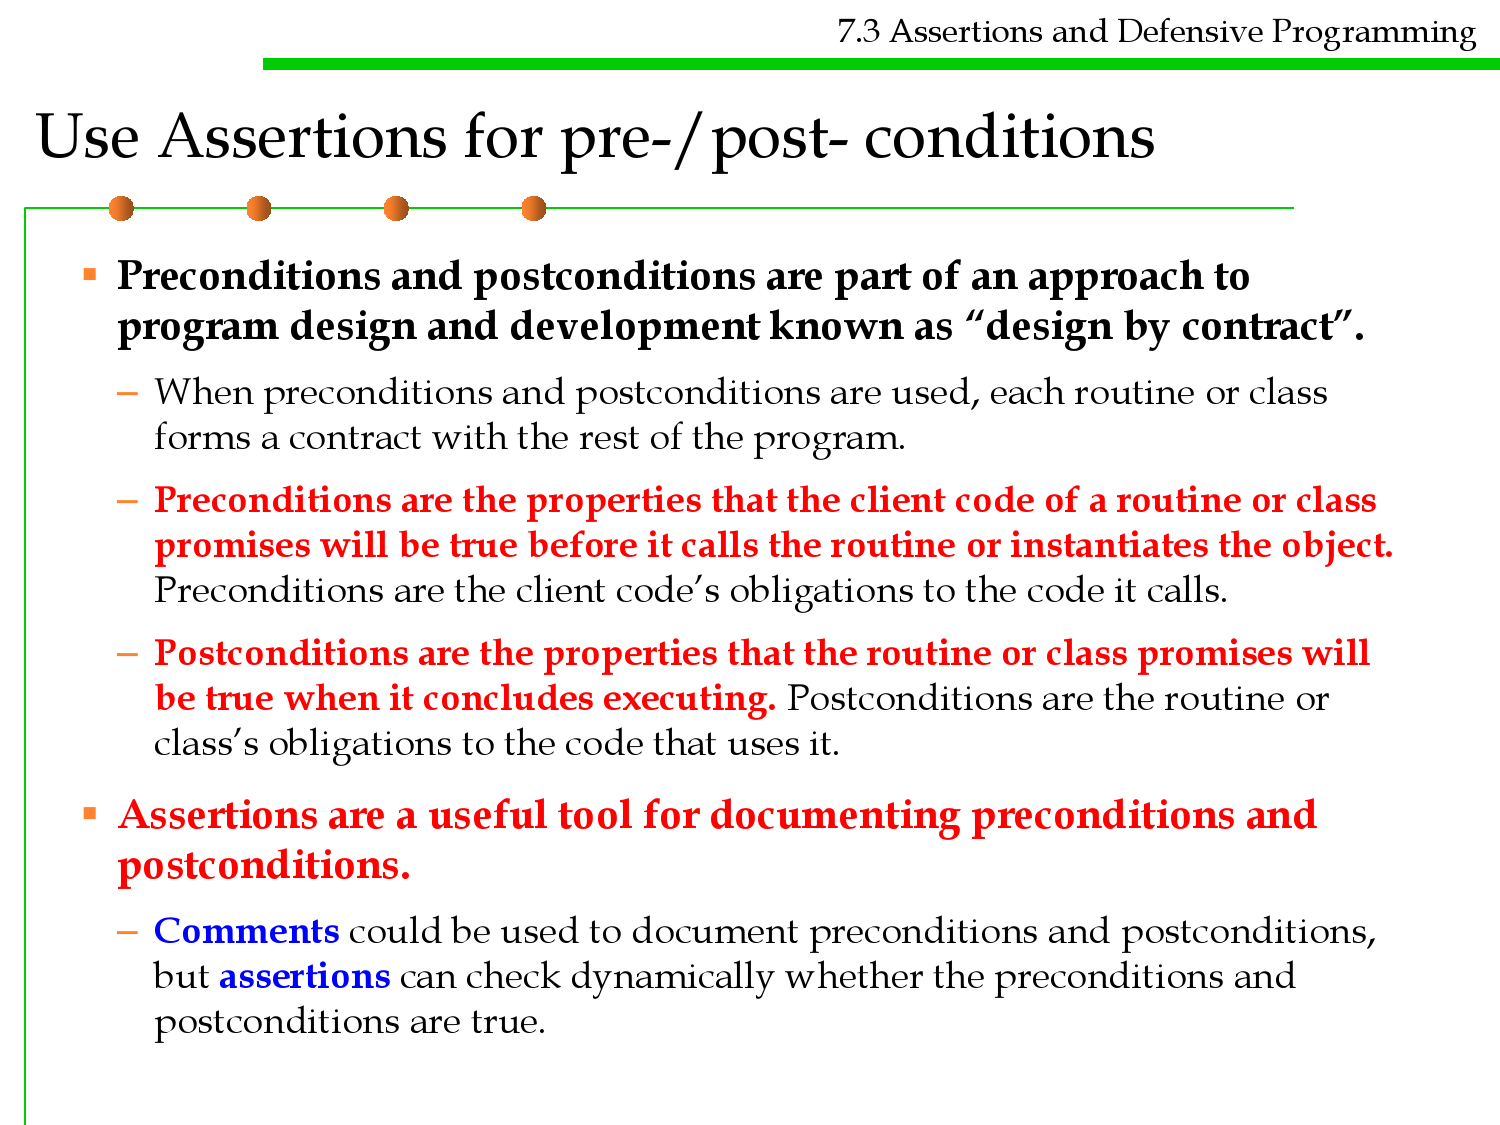 7.3 Assertions and Defensive Programming
Use Assertions for pre-/post- conditions
▪ Preconditions and postconditions are part of an approach to
program design and development known as “design by contract”.
– When preconditions and postconditions are used, each routine or class
forms a contract with the rest of the program.
– Preconditions are the properties that the client code of a routine or class
promises will be true before it calls the routine or instantiates the object.
Preconditions are the client code’s obligations to the code it calls.
– Postconditions are the properties that the routine or class promises will
be true when it concludes executing. Postconditions are the routine or
class’s obligations to the code that uses it.
▪ Assertions are a useful tool for documenting preconditions and
postconditions.
– Comments could be used to document preconditions and postconditions,
but assertions can check dynamically whether the preconditions and
postconditions are true.